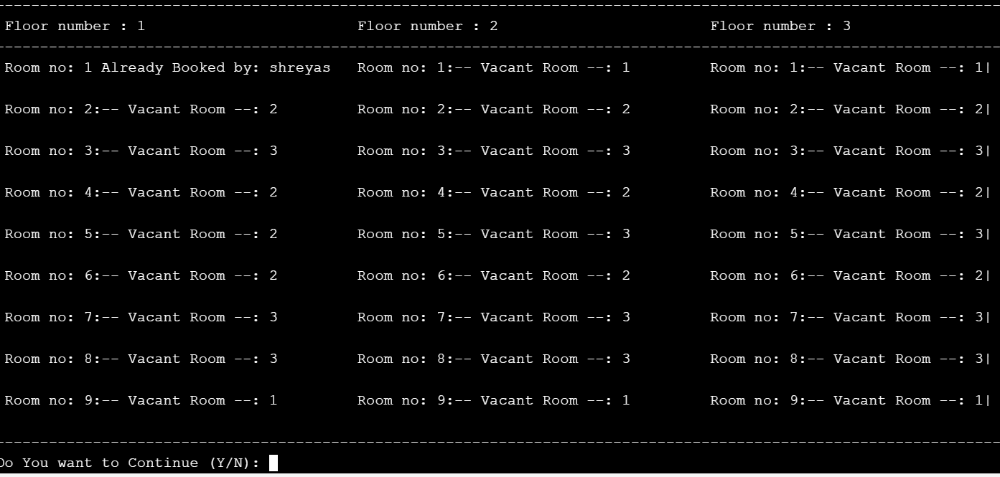 Floor number : 1 Floor number : 2 Floor number : 3
Room no: 1 Already Booked by: shreyas Room no: 1:-- Vacant Room --: 1 Room no: 1:-- Vacant Room --: 1|
Room no: 2:-- Vacant Room --: 2 Room no: 2:-- Vacant Room --: 2 Room no: 2:-- Vacant Room --: 2|
Room no: 3:-- Vacant Room --: 3 Room no: 3:-- Vacant Room --: 3 Room no: 3:-- Vacant Room --: 3|
Room no: 4:-- Vacant Room --: 2 Room no: 4:-- Vacant Room --: 2 Room no: 4:-- Vacant Room --: 2|
Room no: 5:-- Vacant Room --: 2 Room no: 5:-- Vacant Room --: 3 Room no: 5:-- Vacant Room --: 3|
Room no: 6:-- Vacant Room --: 2 Room no: 6:-- Vacant Room --: 2 Room no: 6:-- Vacant Room --: 2|
Room no: 7:-- Vacant Room --: 3 Room no: 7:-- Vacant Room --: 3 Room no: 7:-- Vacant Room --: 3|
Room no: 8:-- Vacant Room --: 3 Room no: 8:-- Vacant Room --: 3 Room no: 8:-- Vacant Room --: 3|
Room no: 9:-- Vacant Room --: 1 Room no: 9:-- Vacant Room --: 1 Room no: 9:-- Vacant Room --: 1|
Do You want to Continue (Y/N):